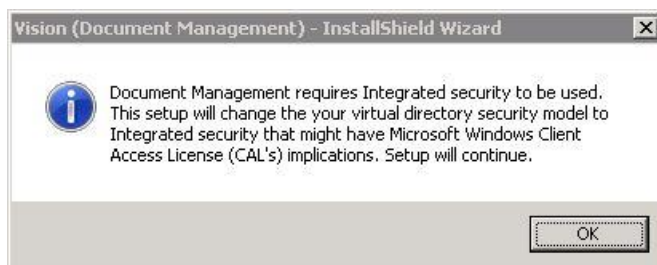 Vision (Document Management) - InstallShield Wizard
Document Management requires Integrated security to be used.
This setup will change the your virtual directory security model to
Integrated security that might have Microsoft Windows Client
Access License (CAL's) implications. Setup will continue.
OK